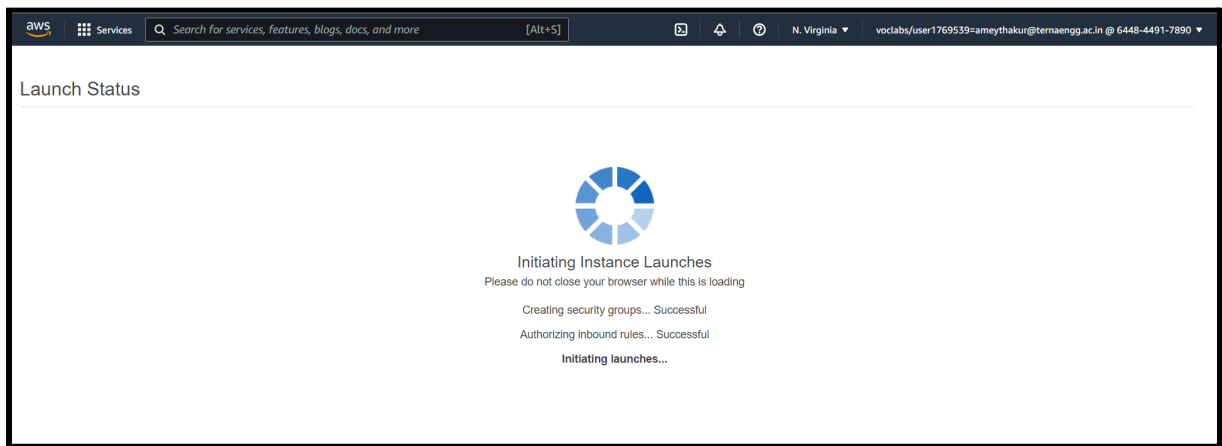 aws Services Search for services, features, blogs, docs, and more [Alt+S] N. Virginia ▼ voclabs/user1769539=ameythakur@ternaengg.ac.in @ 6448-4491-7890 ▼
Launch Status
Initiating Instance Launches
Please do not close your browser while this is loading
Creating security groups... Successful
Authorizing inbound rules... Successful
Initiating launches...